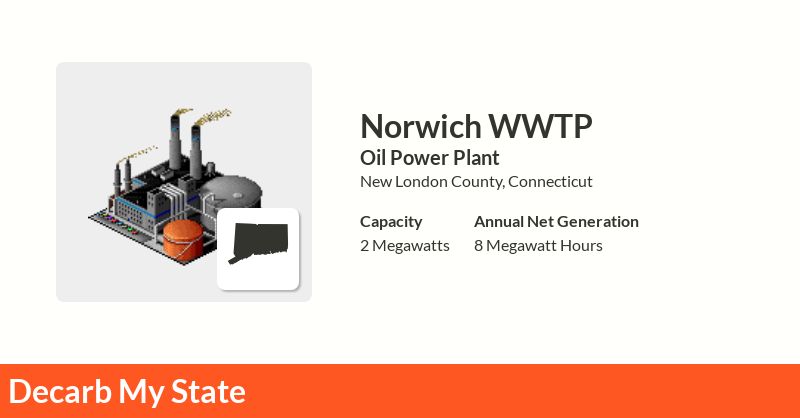 Norwich WWTP
Oil Power Plant
New London County, Connecticut
Capacity
2 Megawatts
Annual Net Generation
8 Megawatt Hours
Decarb My State